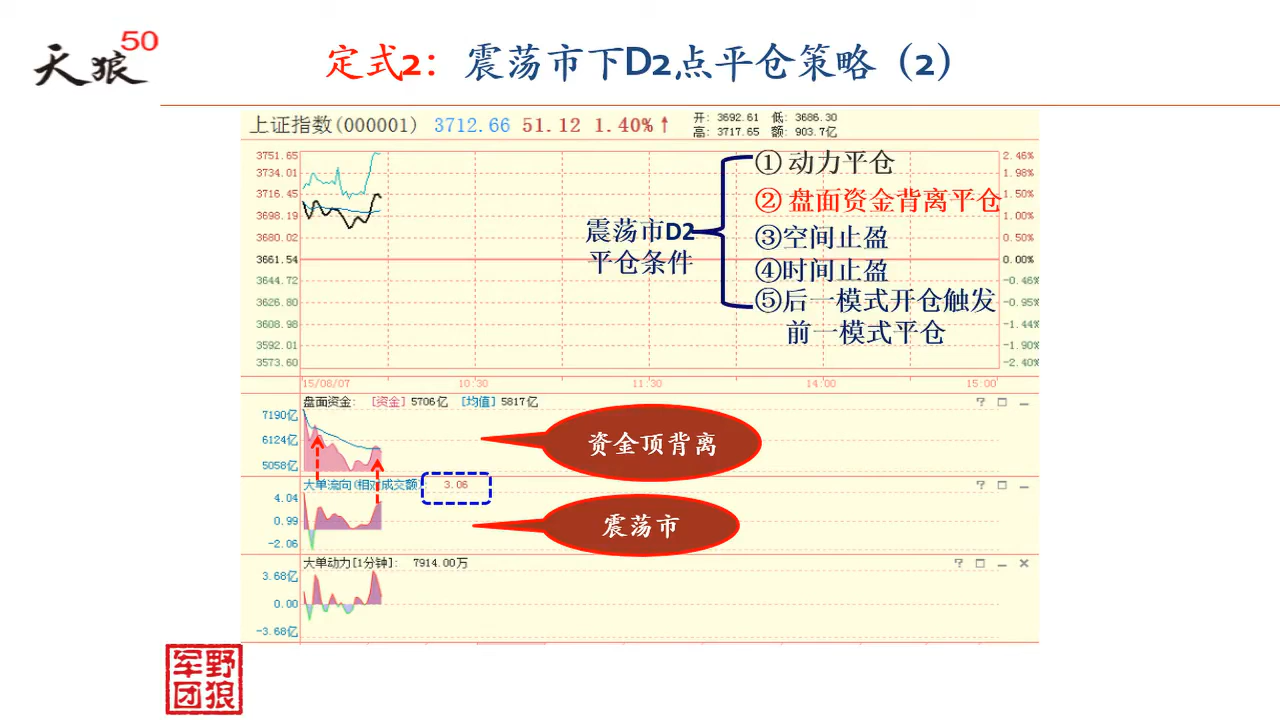 天狼50
定式2：震荡市下D2点平仓策略（2）
上证指数(000001) 3712.66 51.12 1.40%↑
开: 3692.61 低: 3686.30
高: 3717.65 额: 903.7亿
3751.65
3734.01
3716.45
3698.19
3680.02
3661.54
3644.72
3626.80
3608.98
3592.01
3573.60
2.46%
1.98%
1.50%
1.00%
0.50%
0.00%
-0.46%
-0.95%
-1.44%
-1.90%
-2.40%
震荡市D2
平仓条件
①动力平仓
②盘面资金背离平仓
③空间止盈
④时间止盈
⑤后一模式开仓触发
前一模式平仓
15/08/07 10:30 11:30 14:00 15:00
盘面资金: [资金] 5706亿 [均值] 5817亿
7190亿
6124亿
5058亿
资金顶背离
大单流向(相对成交额) 3.06
4.04
0.99
-2.06
震荡市
大单动力[1分钟]: 7914.00万
3.68亿
0.00
-3.68亿
野狼
军团